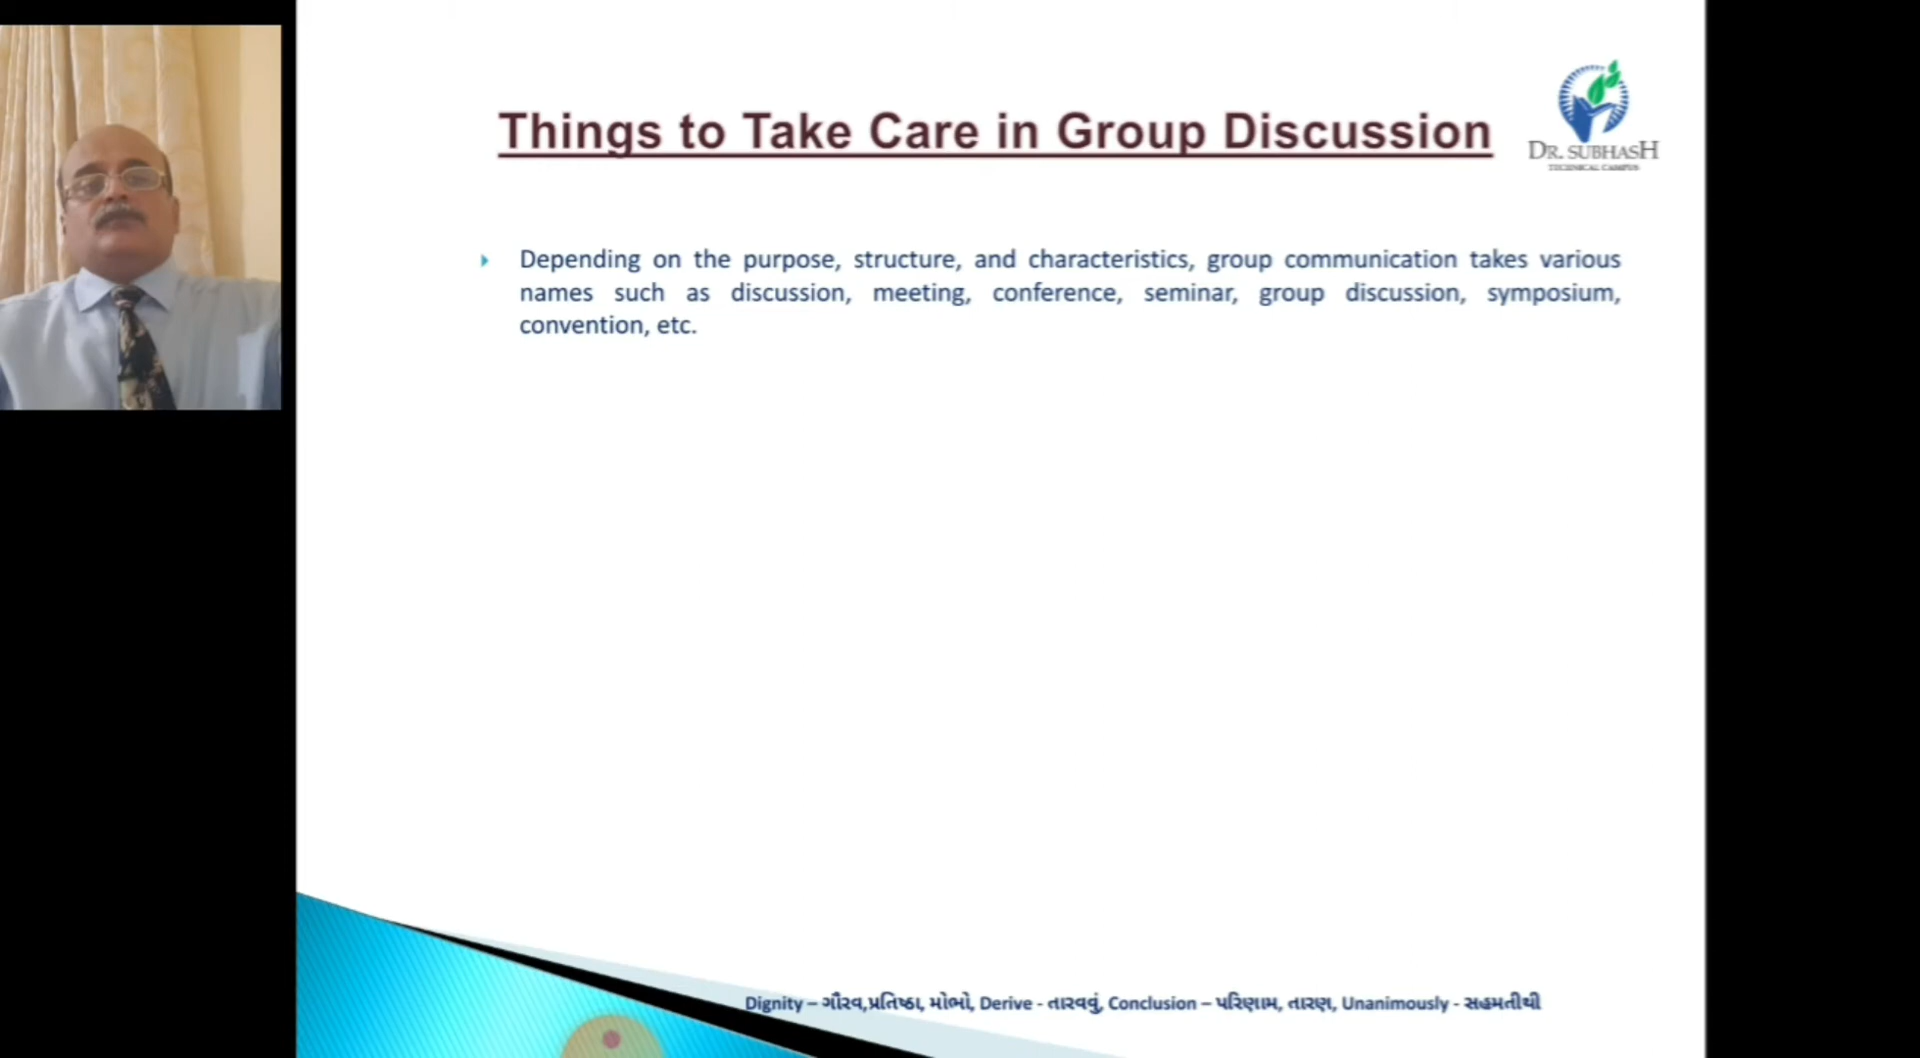 Things to Take Care in Group Discussion
DR. SUBHASH
TECHNICAL CAMPUS
Depending on the purpose, structure, and characteristics, group communication takes various
names such as discussion, meeting, conference, seminar, group discussion, symposium,
convention, etc.
Dignity – ગૌરવ,પ્રતિષ્ઠા, મોભો, Derive - તારવવું, Conclusion – પરિણામ, તારણ, Unanimously - સહમતીથી